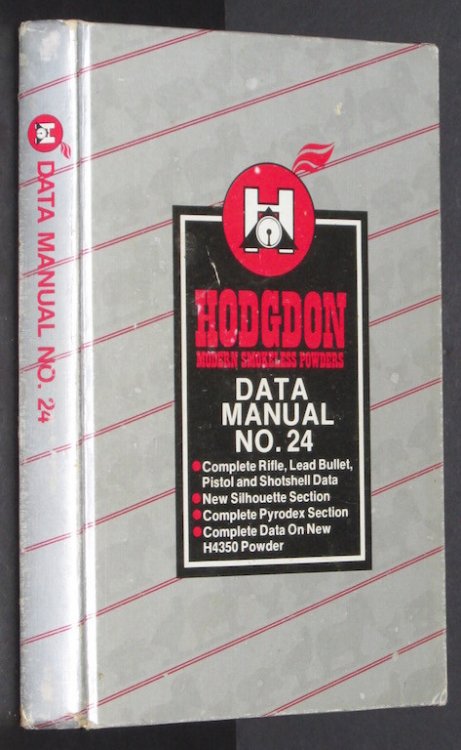 H
DATA MANUAL NO. 24
H
HODGDON
MODERN SMOKELESS POWDERS
DATA
MANUAL
NO. 24
Complete Rifle, Lead Bullet,
Pistol and Shotshell Data
New Silhouette Section
Complete Pyrodex Section
Complete Data On New
H4350 Powder